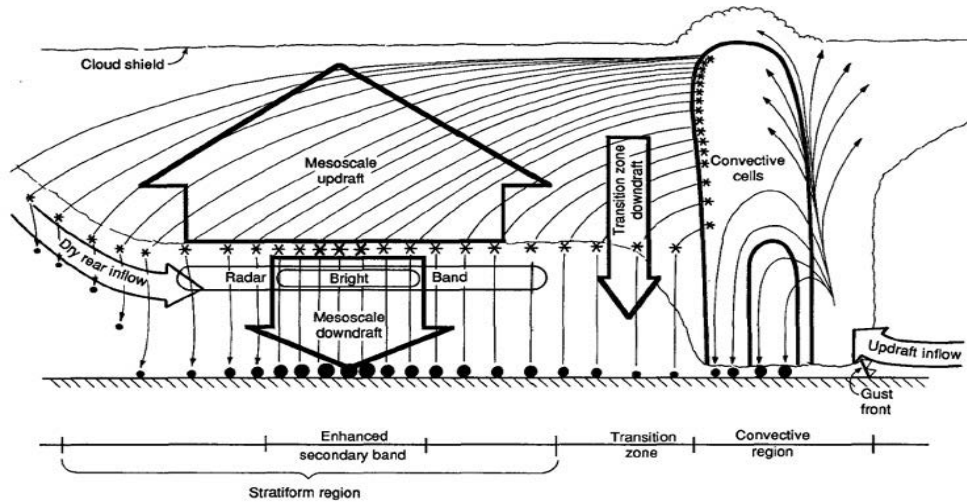 Cloud shield
Mesoscale
updraft
Transition zone
downdraft
Convective
cells
Dry rear inflow
Radar Bright Band
Mesoscale
downdraft
Updraft inflow
Gust
front
Enhanced
secondary band
Transition
zone
Convective
region
Stratiform region